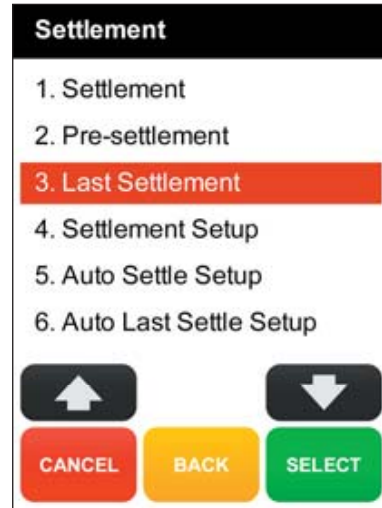 Settlement
1. Settlement
2. Pre-settlement
3. Last Settlement
4. Settlement Setup
5. Auto Settle Setup
6. Auto Last Settle Setup
CANCEL BACK SELECT